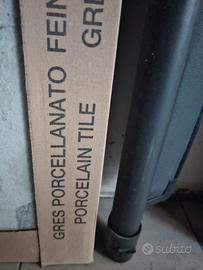 GRES PORCELLANATO FEIN
PORCELAIN TILE GRE
subito